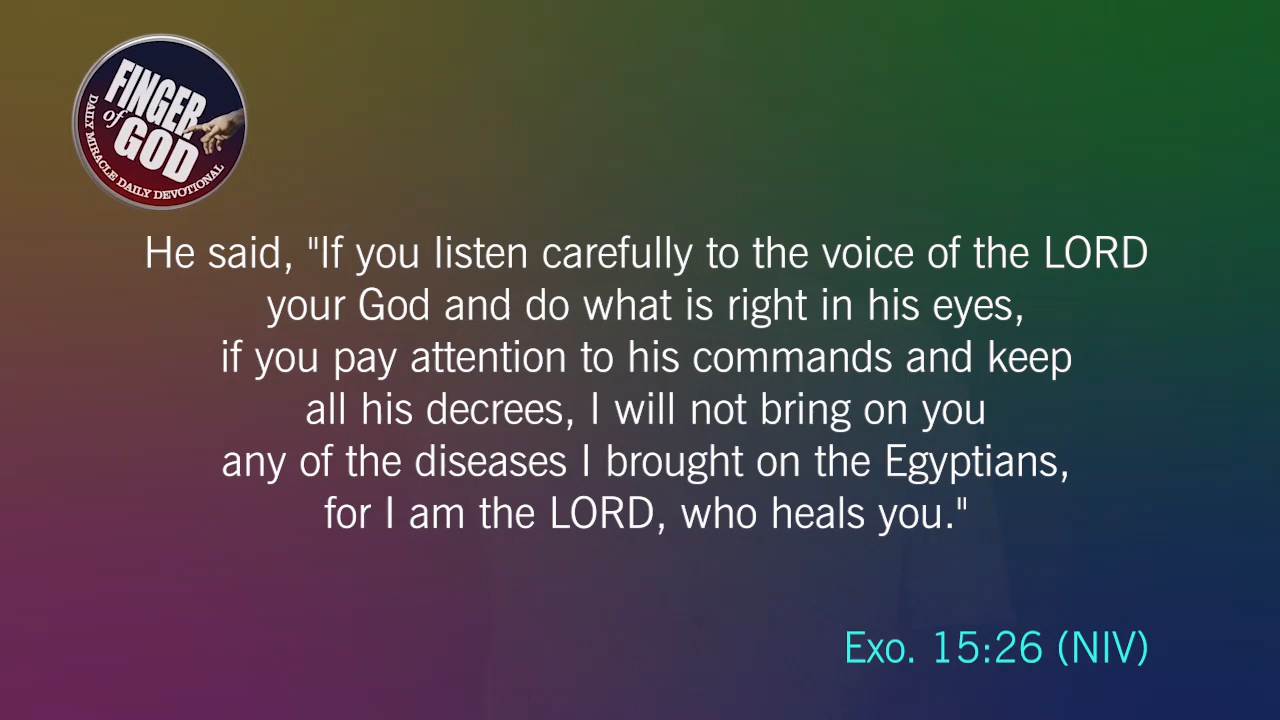 FINGER
of
GOD
DAILY MIRACLE DAILY DEVOTIONAL
He said, "If you listen carefully to the voice of the LORD
your God and do what is right in his eyes,
if you pay attention to his commands and keep
all his decrees, I will not bring on you
any of the diseases I brought on the Egyptians,
for I am the LORD, who heals you."
Exo. 15:26 (NIV)